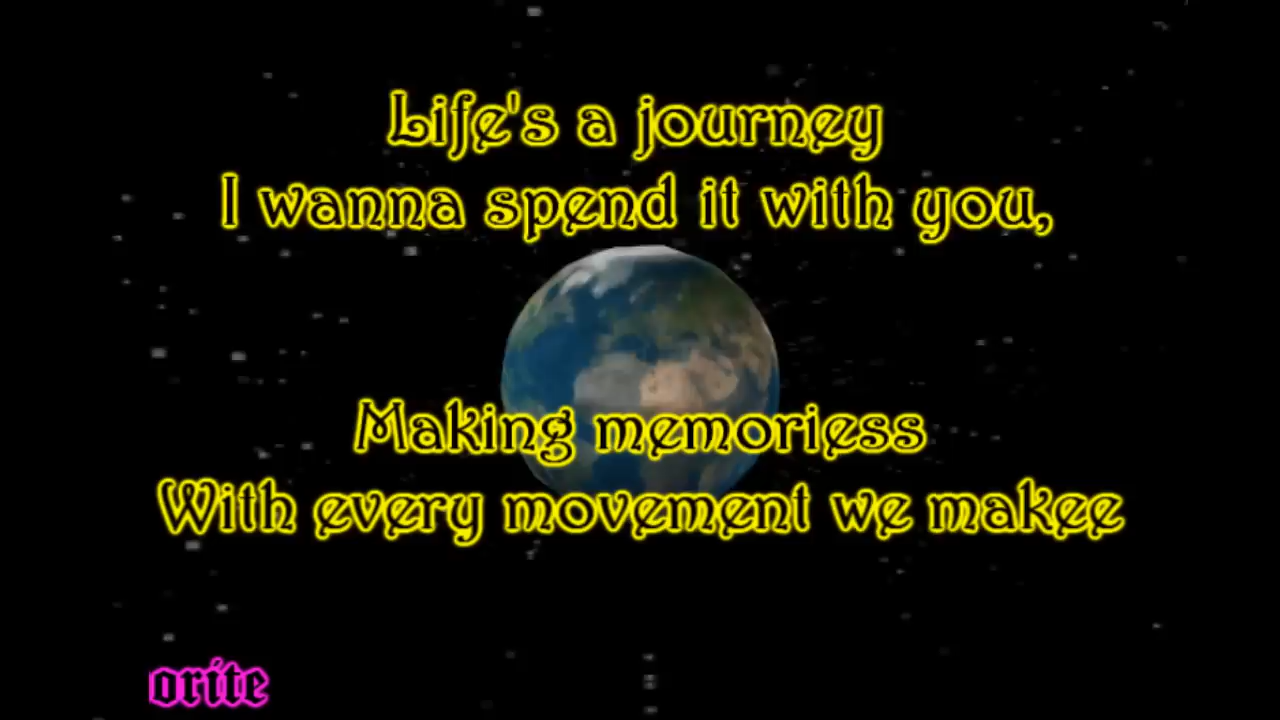 Life's a journey
I wanna spend it with you,
Making memoriess
With every movement we makee
orite